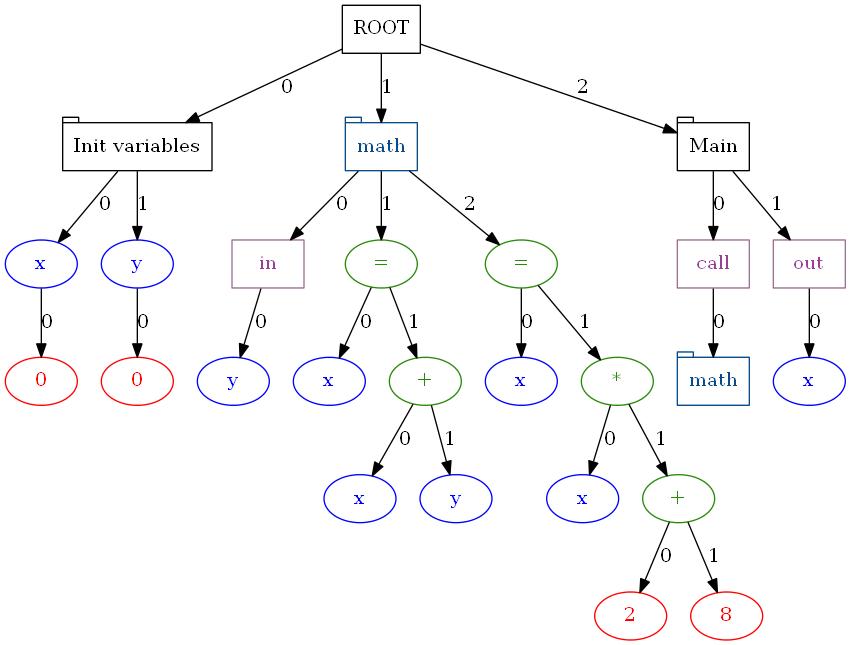 ROOT
0 1 2
Init variables math Main
0 1 0 1 2 0 1
x y in = = call out
0 0 0 0 1 0 1 0 0
0 0 y x + x * math x
0 1 0 1
x y x +
0 1
2 8